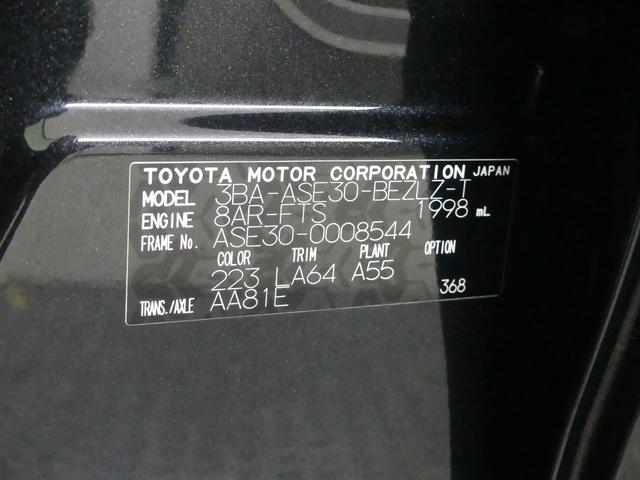 TOYOTA MOTOR CORPORATION JAPAN
MODEL 3BA-ASE30-BEZLZ-T
ENGINE 8AR-FTS 1998 mL
FRAME No. ASE30-0008544
COLOR TRIM PLANT OPTION
223 LA64 A55
TRANS./AXLE AA81E 368